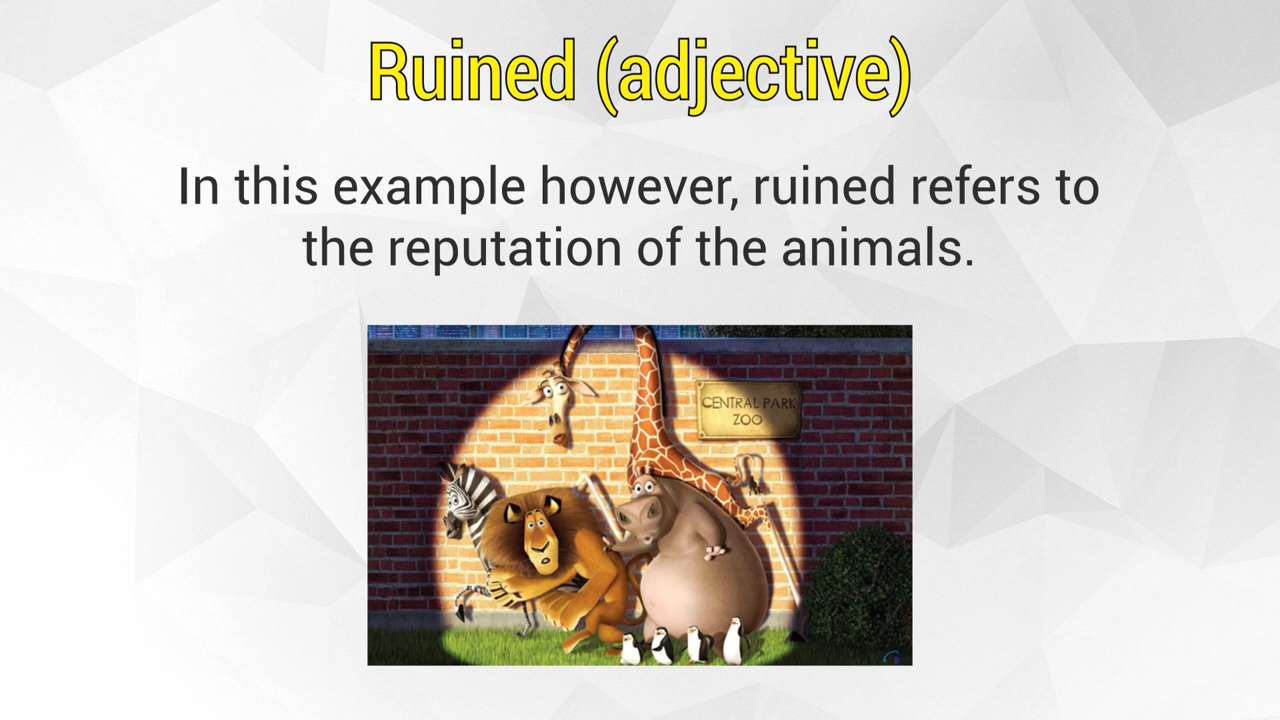 Ruined (adjective)
In this example however, ruined refers to
the reputation of the animals.
CENTRAL PARK
ZOO